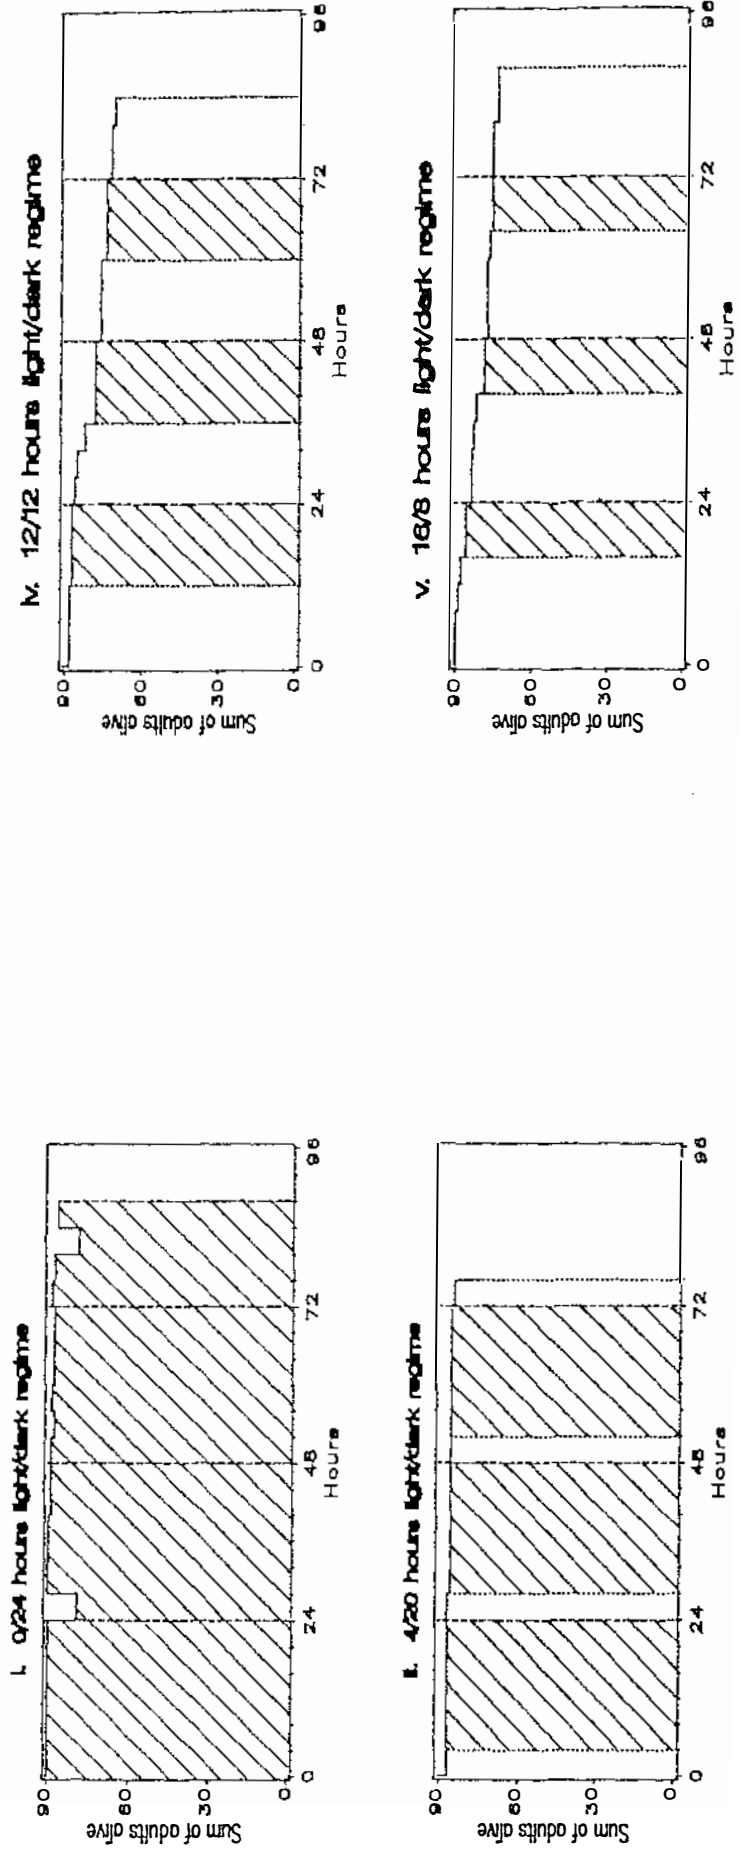 i. 0/24 hours light/dark regime
Sum of adults alive
90
60
30
0
0 24 48 72 96
Hours
iv. 12/12 hours light/dark regime
Sum of adults alive
90
60
30
0
0 24 48 72 96
Hours
ii. 4/20 hours light/dark regime
Sum of adults alive
90
60
30
0
0 24 48 72 96
Hours
v. 16/8 hours light/dark regime
Sum of adults alive
90
60
30
0
0 24 48 72 96
Hours